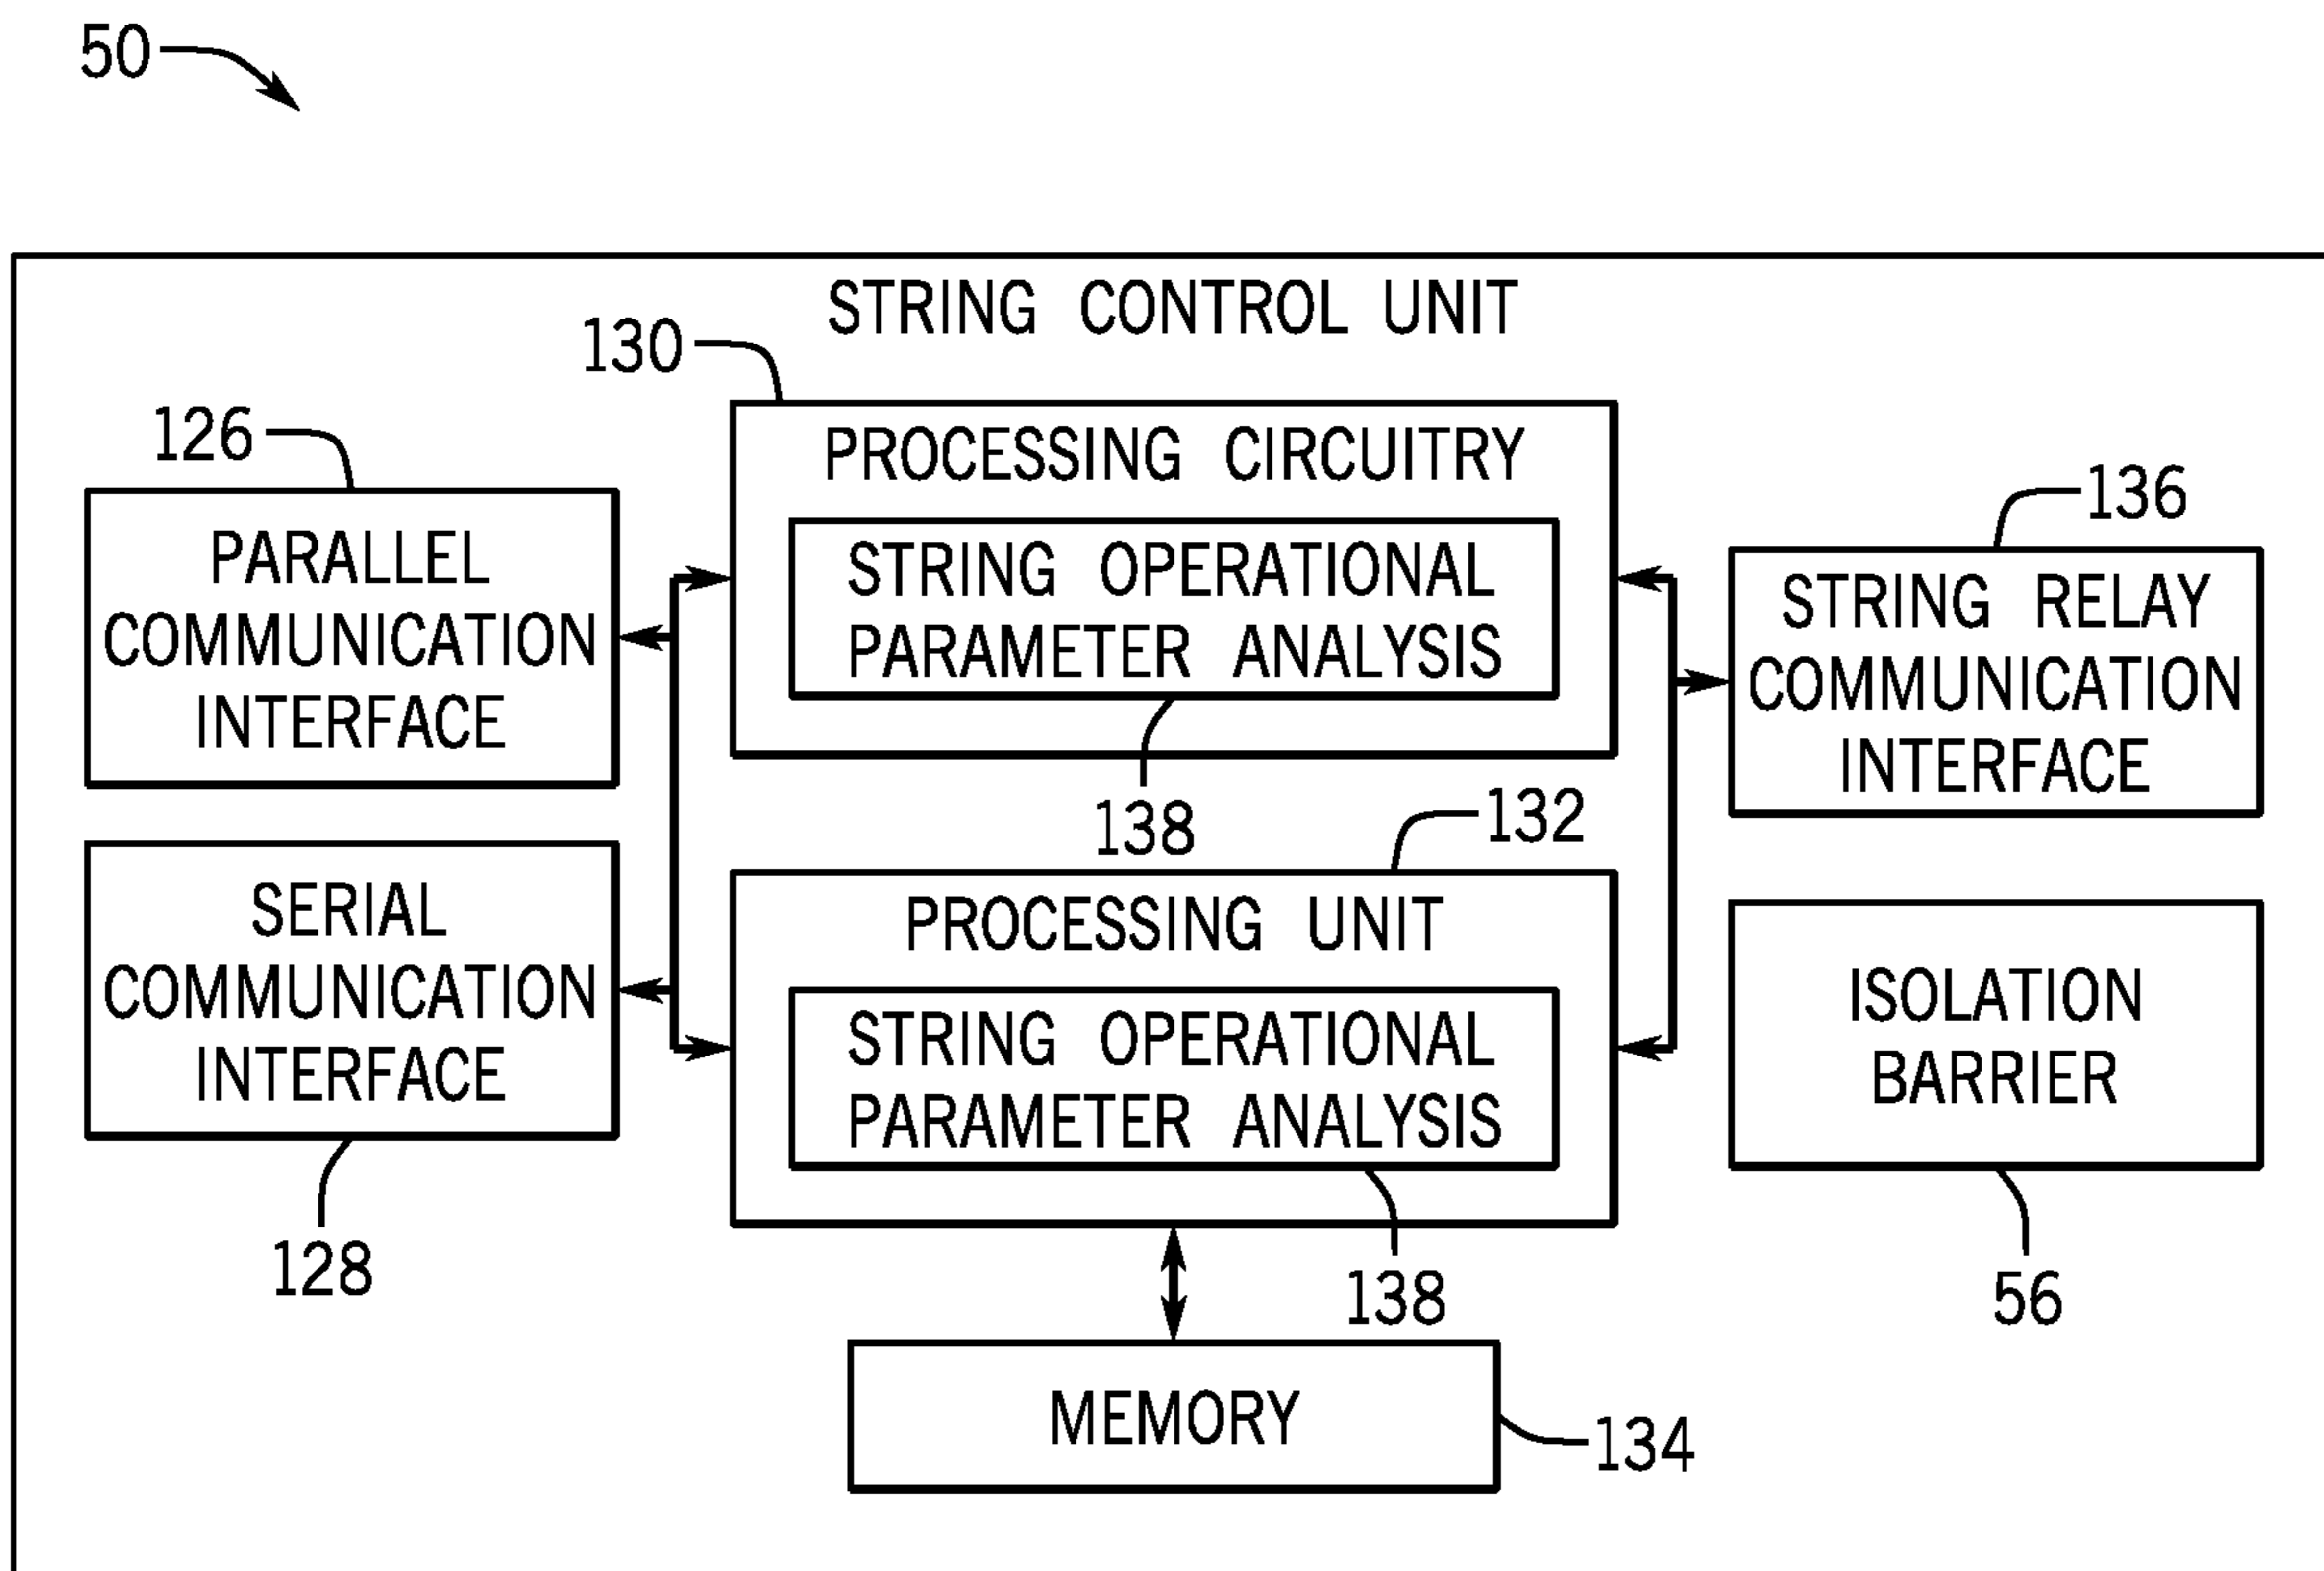 50
STRING CONTROL UNIT
130
PROCESSING CIRCUITRY
STRING OPERATIONAL
PARAMETER ANALYSIS
138
126
PARALLEL
COMMUNICATION
INTERFACE
136
STRING RELAY
COMMUNICATION
INTERFACE
132
PROCESSING UNIT
STRING OPERATIONAL
PARAMETER ANALYSIS
138
SERIAL
COMMUNICATION
INTERFACE
128
ISOLATION
BARRIER
56
MEMORY
134